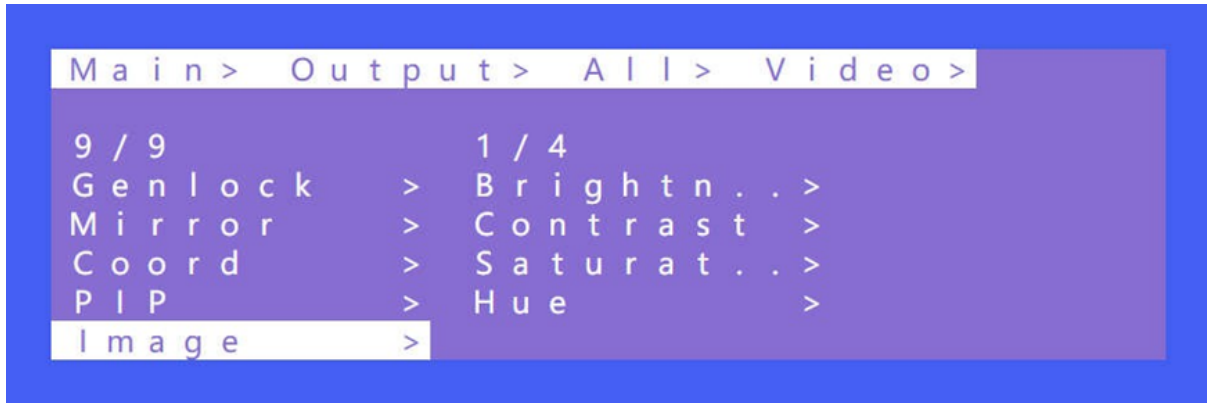 Main> Output> All> Video>
9/9 1/4
Genlock > Brightn..>
Mirror > Contrast >
Coord > Saturat..>
PIP > Hue >
Image >